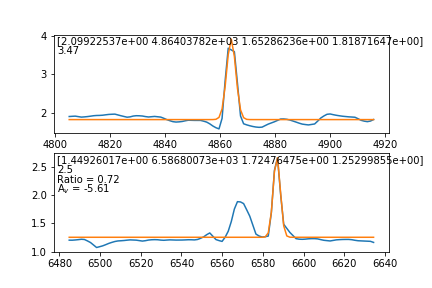 [2.09922537e+00 4.86403782e+03 1.65286236e+00 1.81871647e+00]
3.47
4
3
2
4800 4820 4840 4860 4880 4900 4920
[1.44926017e+00 6.58680073e+03 1.72476475e+00 1.25299855e+00]
2.5
Ratio = 0.72
Aᵥ = -5.61
2.5
2.0
1.5
1.0
6480 6500 6520 6540 6560 6580 6600 6620 6640